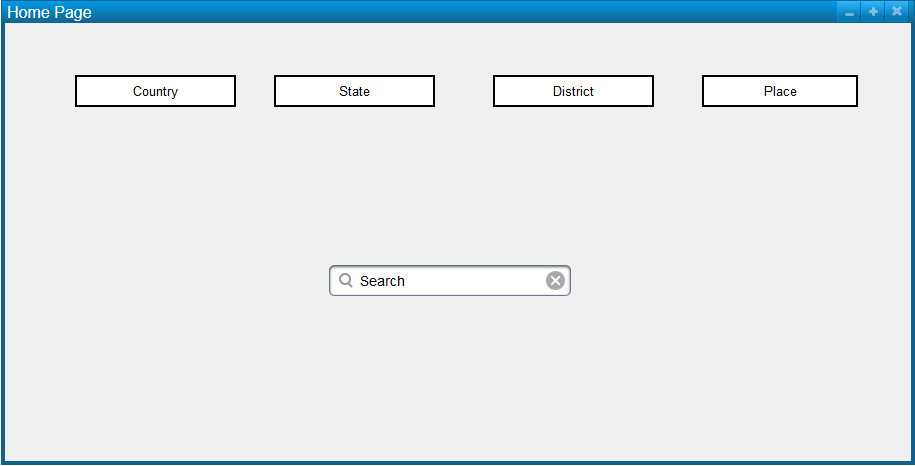 Home Page
Country State District Place
Search